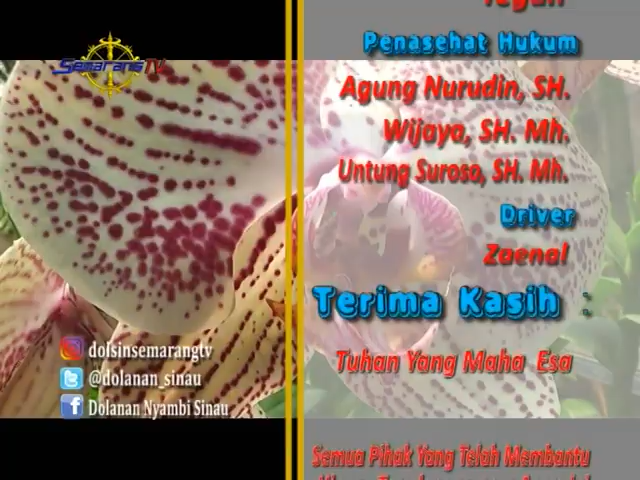 SemarangTV
Teguh
Penasehat Hukum
Agung Nurudin, SH.
Wijaya, SH. Mh.
Untung Suroso, SH. Mh.
Driver
Zaenal
Terima Kasih :
Tuhan Yang Maha Esa
Semua Pihak Yang Telah Membantu
dolsinsemarangtv
@dolanan_sinau
Dolanan Nyambi Sinau